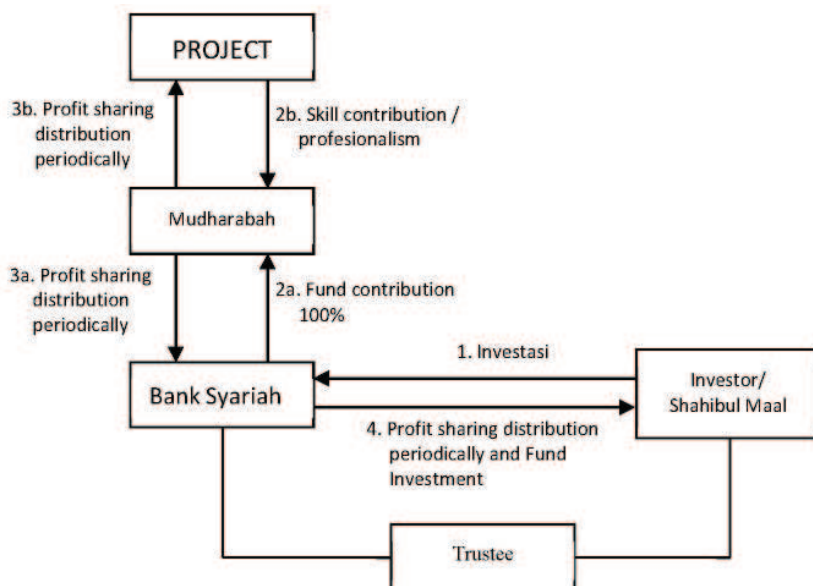 PROJECT
3b. Profit sharing
distribution
periodically
2b. Skill contribution /
profesionalism
Mudharabah
3a. Profit sharing
distribution
periodically
2a. Fund contribution
100%
1. Investasi
Bank Syariah
Investor/
Shahibul Maal
4. Profit sharing distribution
periodically and Fund
Investment
Trustee